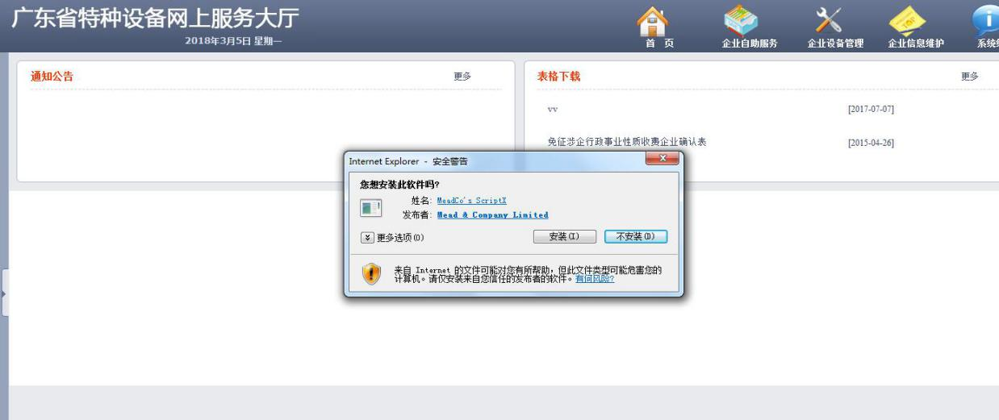 广东省特种设备网上服务大厅
2018年3月5日 星期一
首 页
企业自助服务
企业设备管理
企业信息维护
系统
通知公告
更多
表格下载
更多
vv
[2017-07-07]
免征涉企行政事业性质收费企业确认表
[2015-04-26]
Internet Explorer - 安全警告
您想安装此软件吗?
姓名: MeadCo's ScriptX
发布者: Mead & Company Limited
更多选项(O)
安装(I)
不安装(D)
来自 Internet 的文件可能对您有所帮助，但此文件类型可能危害您的
计算机。请仅安装来自您信任的发布者的软件。有何风险?